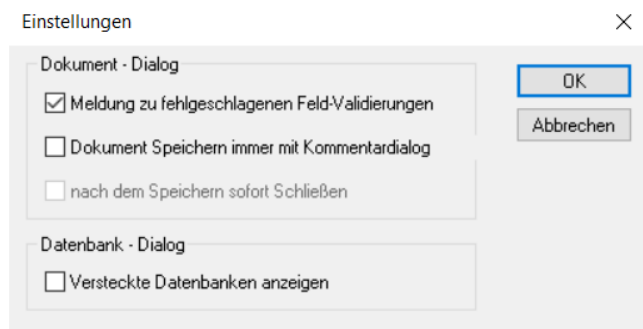 Einstellungen
Dokument - Dialog
Meldung zu fehlgeschlagenen Feld-Validierungen
Dokument Speichern immer mit Kommentardialog
nach dem Speichern sofort Schließen
Datenbank - Dialog
Versteckte Datenbanken anzeigen
OK
Abbrechen